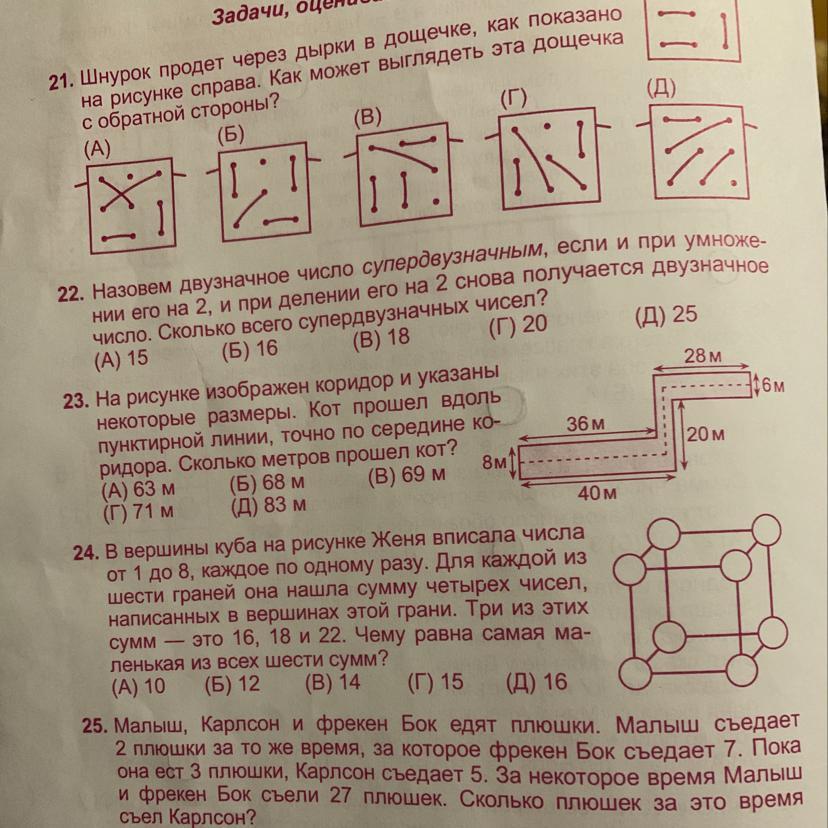 Задачи,
21. Шнурок продет через дырки в дощечке, как показано
на рисунке справа. Как может выглядеть эта дощечка
с обратной стороны?
(А) (Б) (В) (Г) (Д)
22. Назовем двузначное число супердвузначным, если и при умноже-
нии его на 2, и при делении его на 2 снова получается двузначное
число. Сколько всего супердвузначных чисел?
(А) 15 (Б) 16 (В) 18 (Г) 20 (Д) 25
23. На рисунке изображен коридор и указаны
некоторые размеры. Кот прошел вдоль
пунктирной линии, точно по середине ко-
ридора. Сколько метров прошел кот?
(А) 63 м (Б) 68 м (В) 69 м
(Г) 71 м (Д) 83 м
28 м
6 м
36 м
20 м
8 м
40 м
24. В вершины куба на рисунке Женя вписала числа
от 1 до 8, каждое по одному разу. Для каждой из
шести граней она нашла сумму четырех чисел,
написанных в вершинах этой грани. Три из этих
сумм — это 16, 18 и 22. Чему равна самая ма-
ленькая из всех шести сумм?
(А) 10 (Б) 12 (В) 14 (Г) 15 (Д) 16
25. Малыш, Карлсон и фрекен Бок едят плюшки. Малыш съедает
2 плюшки за то же время, за которое фрекен Бок съедает 7. Пока
она ест 3 плюшки, Карлсон съедает 5. За некоторое время Малыш
и фрекен Бок съели 27 плюшек. Сколько плюшек за это время
съел Карлсон?